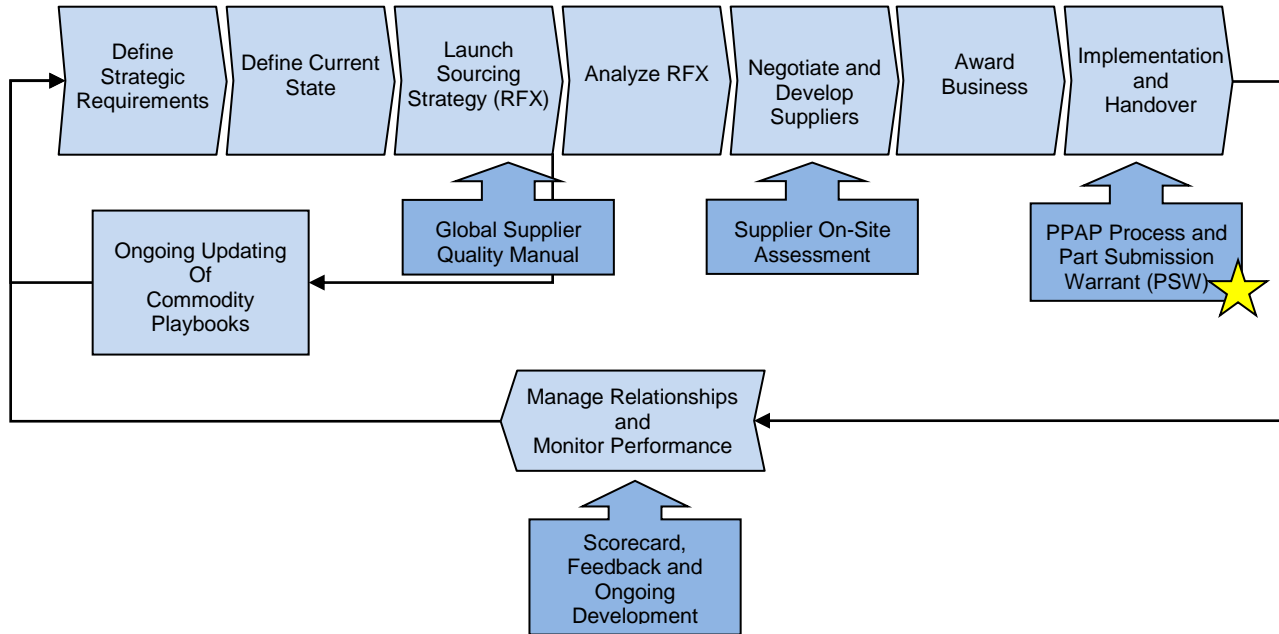 Define
Strategic
Requirements
Define Current
State
Launch
Sourcing
Strategy (RFX)
Analyze RFX
Negotiate and
Develop
Suppliers
Award
Business
Implementation
and
Handover
Global Supplier
Quality Manual
Supplier On-Site
Assessment
PPAP Process and
Part Submission
Warrant (PSW)
Ongoing Updating
Of
Commodity
Playbooks
Manage Relationships
and
Monitor Performance
Scorecard,
Feedback and
Ongoing
Development